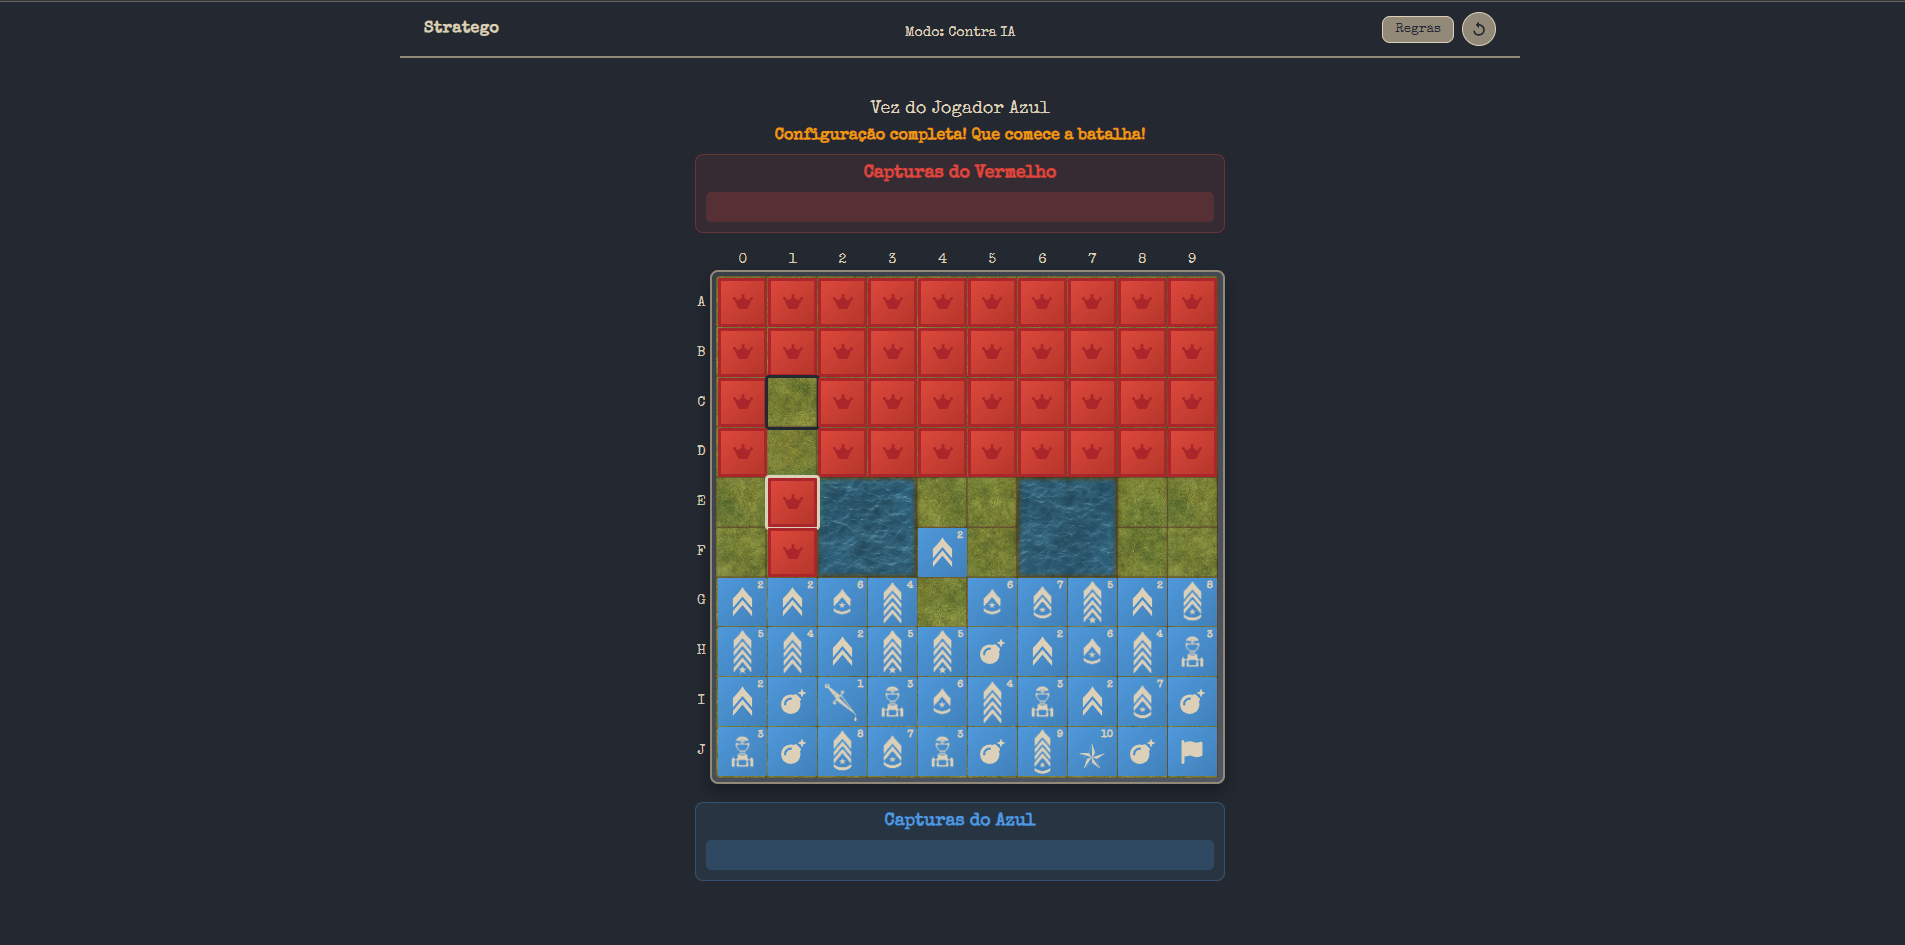 Stratego
Modo: Contra IA
Regras
Vez do Jogador Azul
Configuração completa! Que comece a batalha!
Capturas do Vermelho
0 1 2 3 4 5 6 7 8 9
A
B
C
D
E
F 2
G 2 2 6 4 6 7 5 2 8
H 5 4 2 5 5 2 6 4 3
I 2 1 3 6 4 3 2 7
J 3 8 7 3 9 10
Capturas do Azul